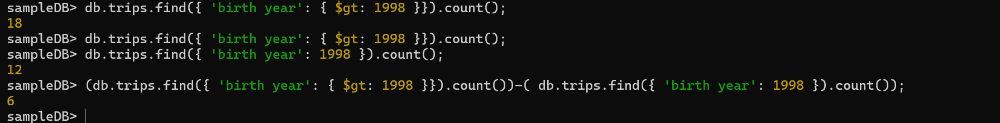 sampleDB> db.trips.find({ 'birth year': { $gt: 1998 }}).count();
18
sampleDB> db.trips.find({ 'birth year': { $gt: 1998 }}).count();
sampleDB> db.trips.find({ 'birth year': 1998 }).count();
12
sampleDB> (db.trips.find({ 'birth year': { $gt: 1998 }}).count())-( db.trips.find({ 'birth year': 1998 }).count());
6
sampleDB>